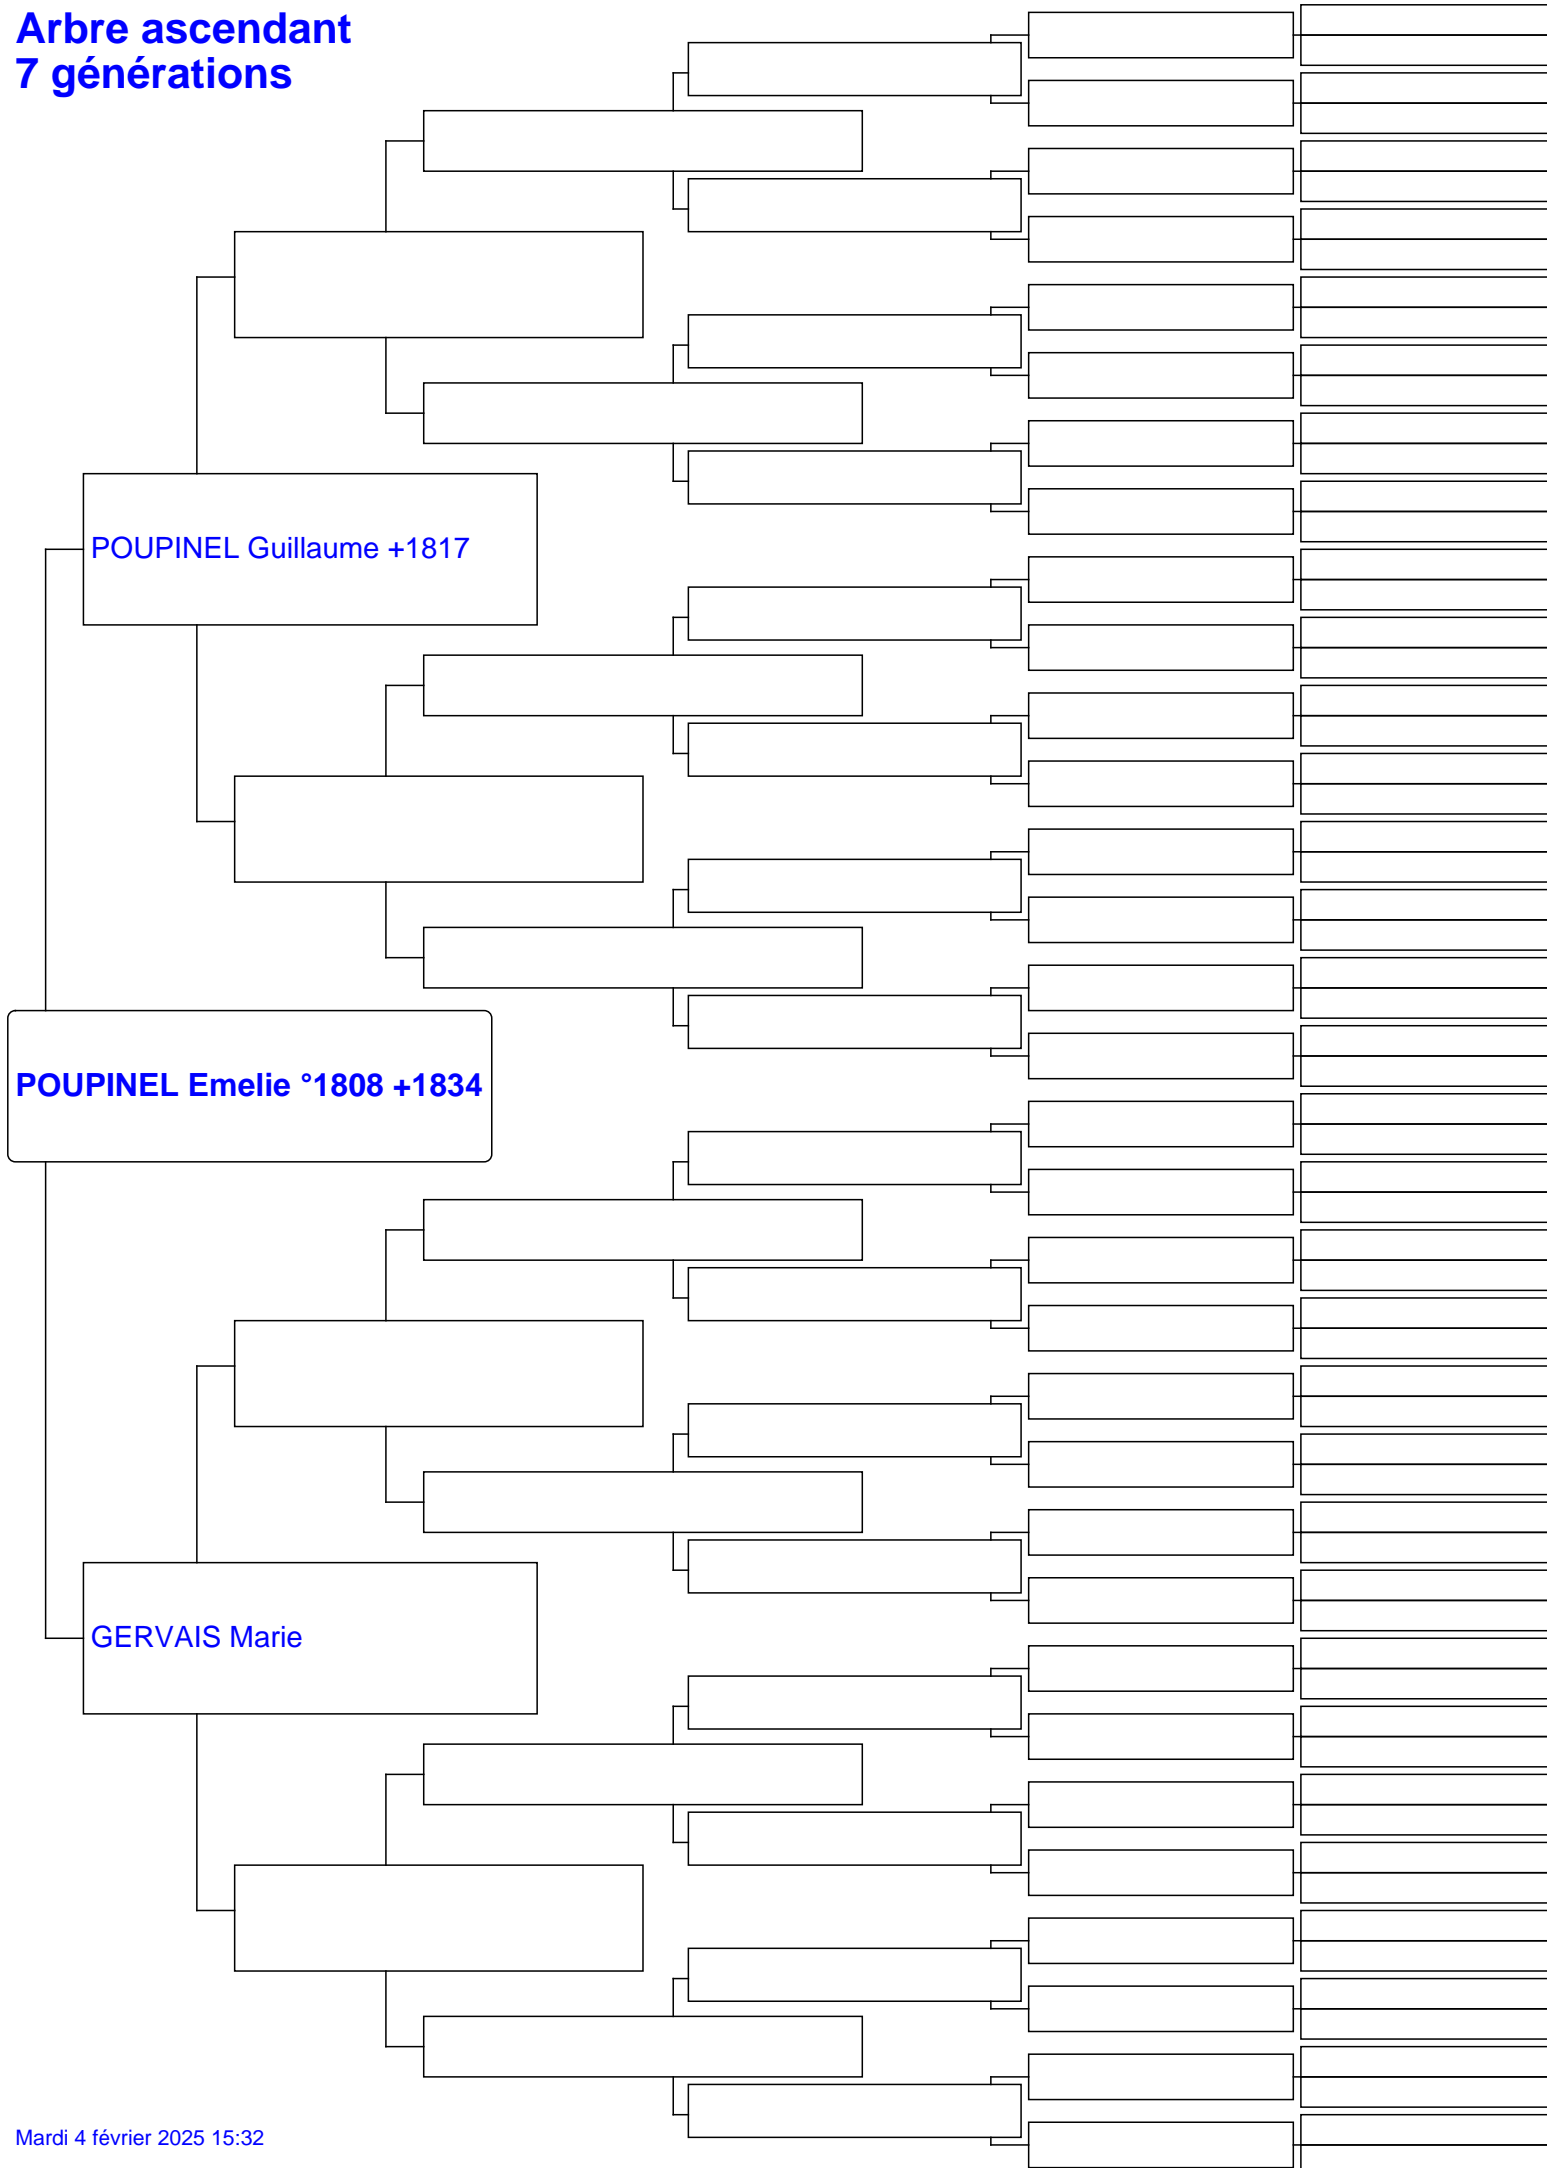 Arbre ascendant
7 générations
POUPINEL Guillaume +1817
POUPINEL Emelie °1808 +1834
GERVAIS Marie
Mardi 4 février 2025 15:32